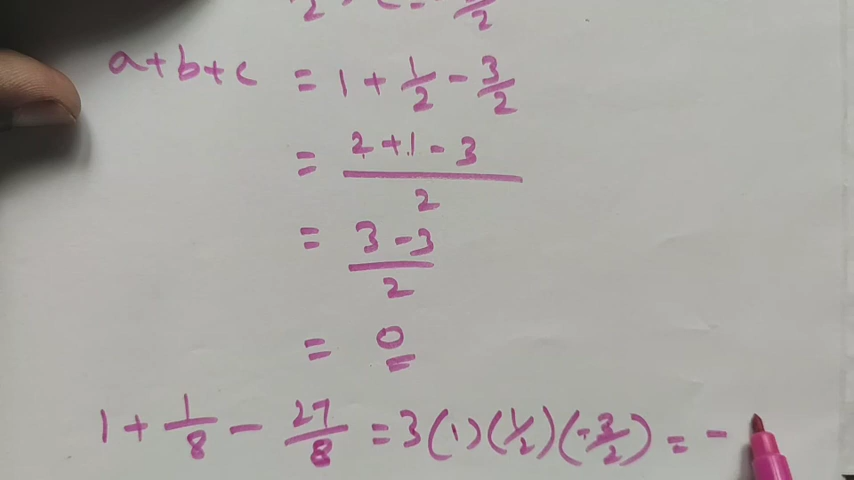 a+b+c = 1 + 1/2 - 3/2
= 2+1-3/2
= 3-3/2
= 0
1 + 1/8 - 27/8 = 3(1)(1/2)(-3/2) = -